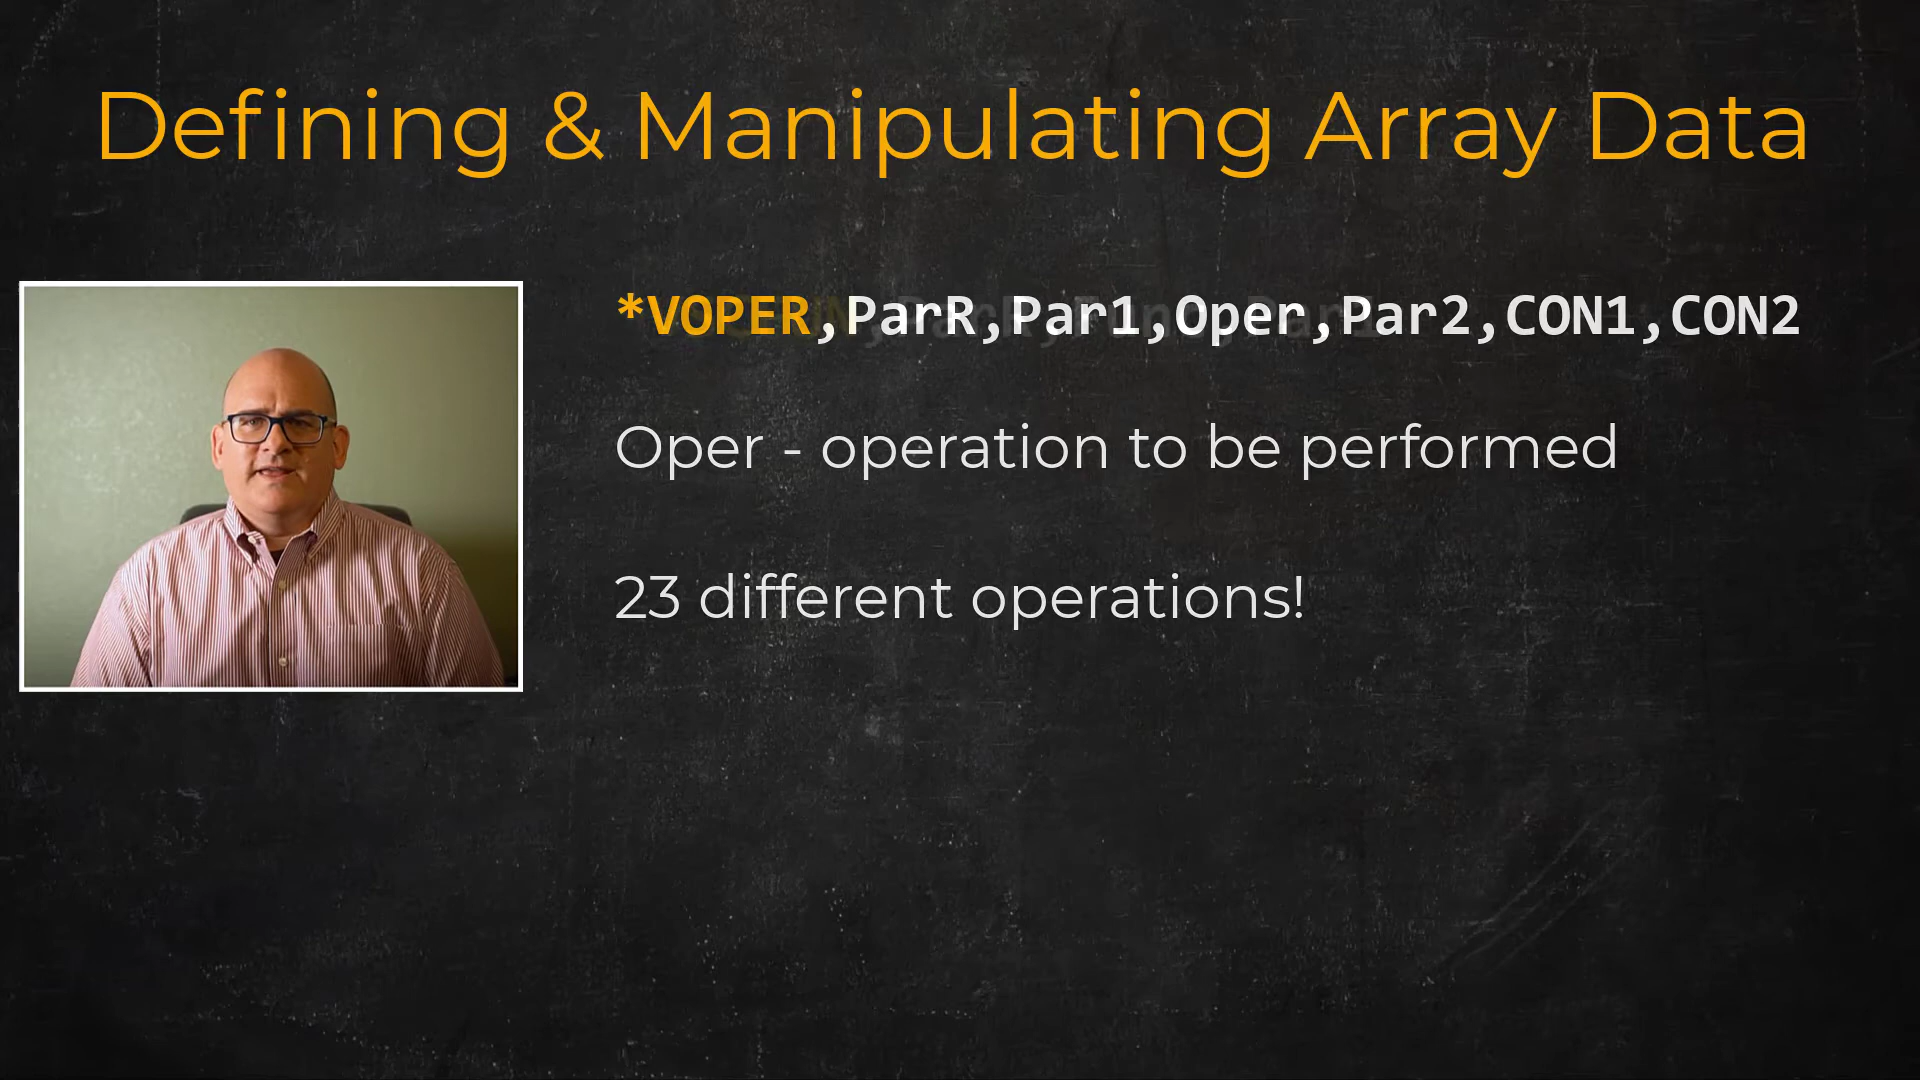 Defining & Manipulating Array Data
*VOPER,ParR,Par1,Oper,Par2,CON1,CON2
Oper - operation to be performed
23 different operations!